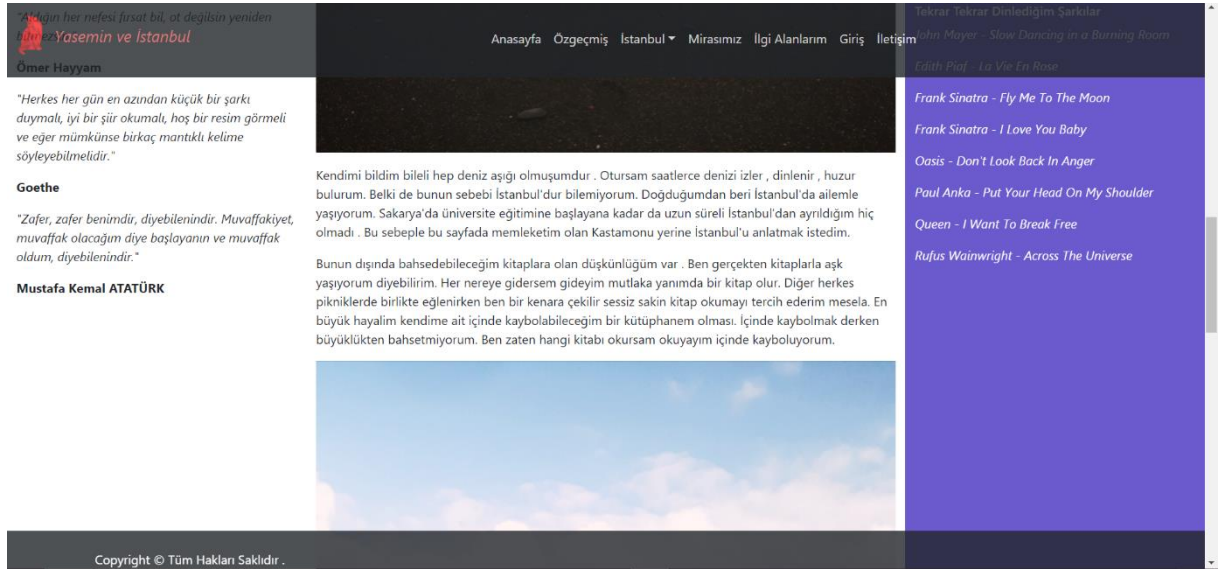 Yasemin ve İstanbul
Anasayfa Özgeçmiş İstanbul Mirasımız İlgi Alanlarım Giriş İletişim
"Aldığın her nefesi fırsat bil, ot değilsin yeniden
Ömer Hayyam
"Herkes her gün en azından küçük bir şarkı
duymalı, iyi bir şiir okumalı, hoş bir resim görmeli
ve eğer mümkünse birkaç mantıklı kelime
söyleyebilmelidir."
Goethe
"Zafer, zafer benimdir, diyebilenindir. Muvaffakiyet,
muvaffak olacağım diye başlayanın ve muvaffak
oldum, diyebilenindir."
Mustafa Kemal ATATÜRK
Kendimi bildim bileli hep deniz aşığı olmuşumdur . Otursam saatlerce denizi izler , dinlenir , huzur
bulurum. Belki de bunun sebebi İstanbul'dur bilemiyorum. Doğduğumdan beri İstanbul'da ailemle
yaşıyorum. Sakarya'da üniversite eğitimine başlayana kadar da uzun süreli İstanbul'dan ayrıldığım hiç
olmadı . Bu sebeple bu sayfada memleketim olan Kastamonu yerine İstanbul'u anlatmak istedim.
Bunun dışında bahsedebileceğim kitaplara olan düşkünlüğüm var . Ben gerçekten kitaplarla aşk
yaşıyorum diyebilirim. Her nereye gidersem gideyim mutlaka yanımda bir kitap olur. Diğer herkes
pikniklerde birlikte eğlenirken ben bir kenara çekilir sessiz sakin kitap okumayı tercih ederim mesela. En
büyük hayalim kendime ait içinde kaybolabileceğim bir kütüphanem olması. İçinde kaybolmak derken
büyüklükten bahsetmiyorum. Ben zaten hangi kitabı okursam okuyayım içinde kayboluyorum.
Tekrar Tekrar Dinlediğim Şarkılar
John Mayer - Slow Dancing in a Burning Room
Edith Piaf - La Vie En Rose
Frank Sinatra - Fly Me To The Moon
Frank Sinatra - I Love You Baby
Oasis - Don't Look Back In Anger
Paul Anka - Put Your Head On My Shoulder
Queen - I Want To Break Free
Rufus Wainwright - Across The Universe
Copyright © Tüm Hakları Saklıdır .